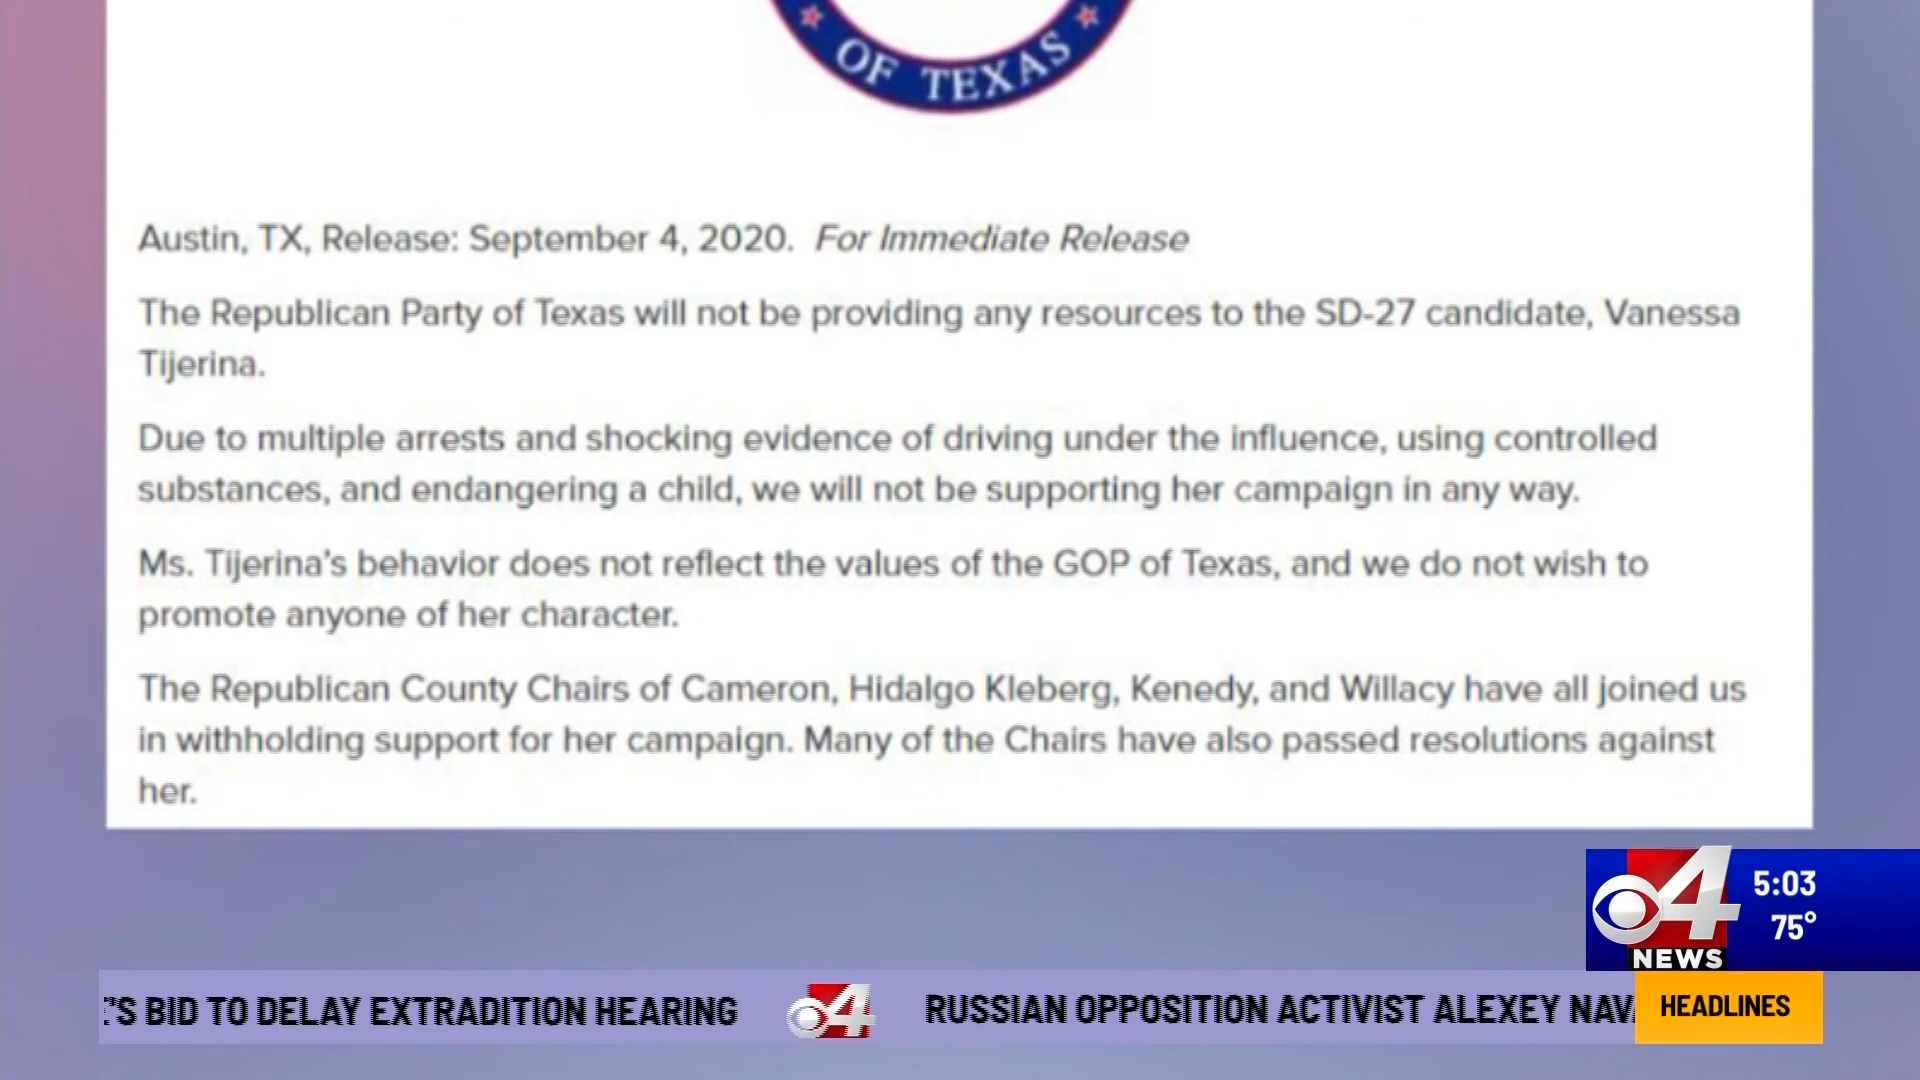 OF TEXAS
Austin, TX, Release: September 4, 2020. For Immediate Release
The Republican Party of Texas will not be providing any resources to the SD-27 candidate, Vanessa
Tijerina.
Due to multiple arrests and shocking evidence of driving under the influence, using controlled
substances, and endangering a child, we will not be supporting her campaign in any way.
Ms. Tijerina's behavior does not reflect the values of the GOP of Texas, and we do not wish to
promote anyone of her character.
The Republican County Chairs of Cameron, Hidalgo Kleberg, Kenedy, and Willacy have all joined us
in withholding support for her campaign. Many of the Chairs have also passed resolutions against
her.
4 5:03
75°
NEWS
'S BID TO DELAY EXTRADITION HEARING 4 RUSSIAN OPPOSITION ACTIVIST ALEXEY NAV HEADLINES